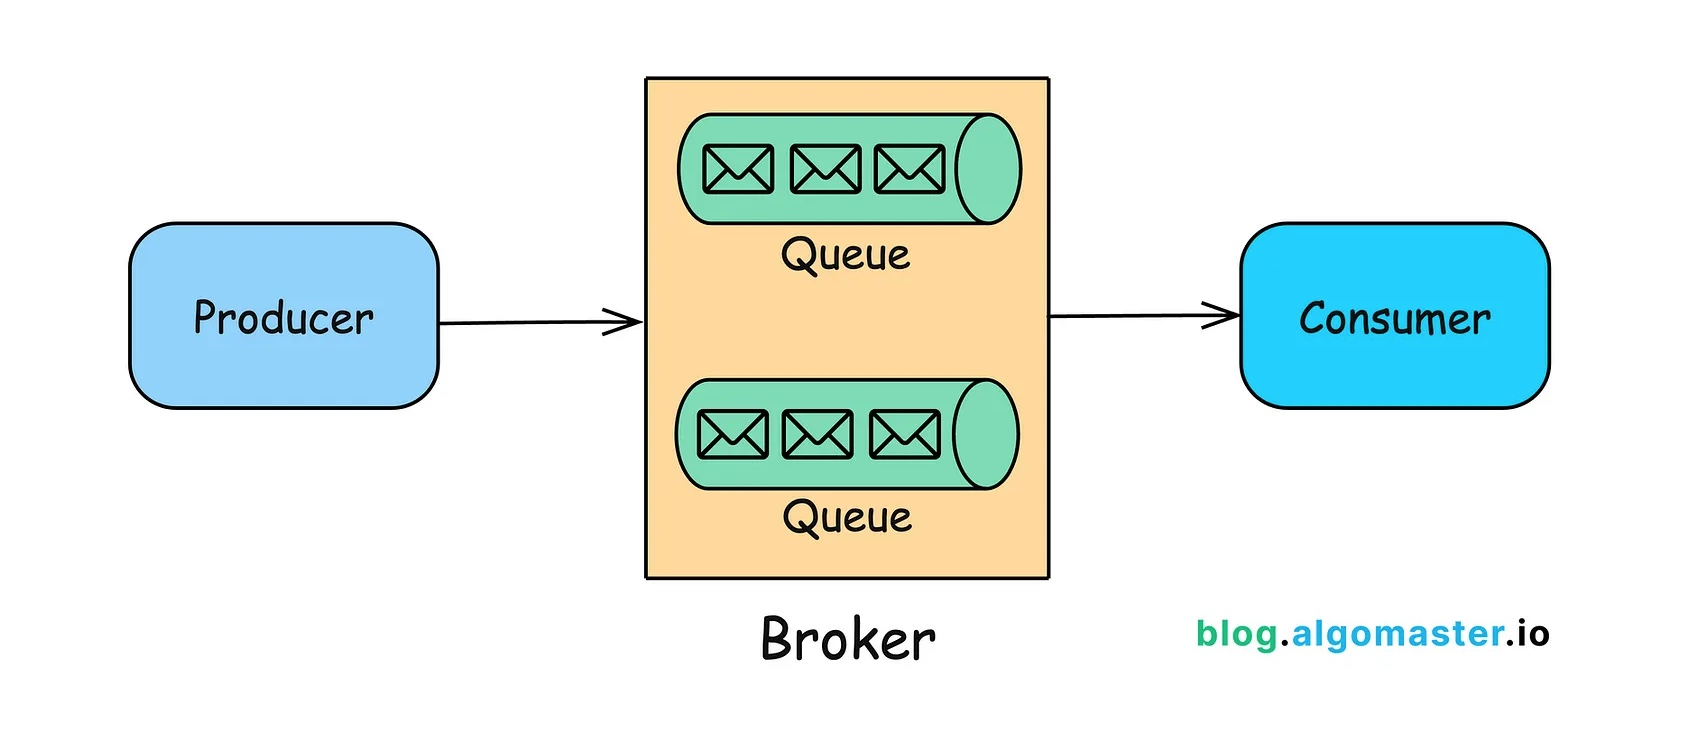 Queue
Producer
Consumer
Queue
Broker
blog.algomaster.io